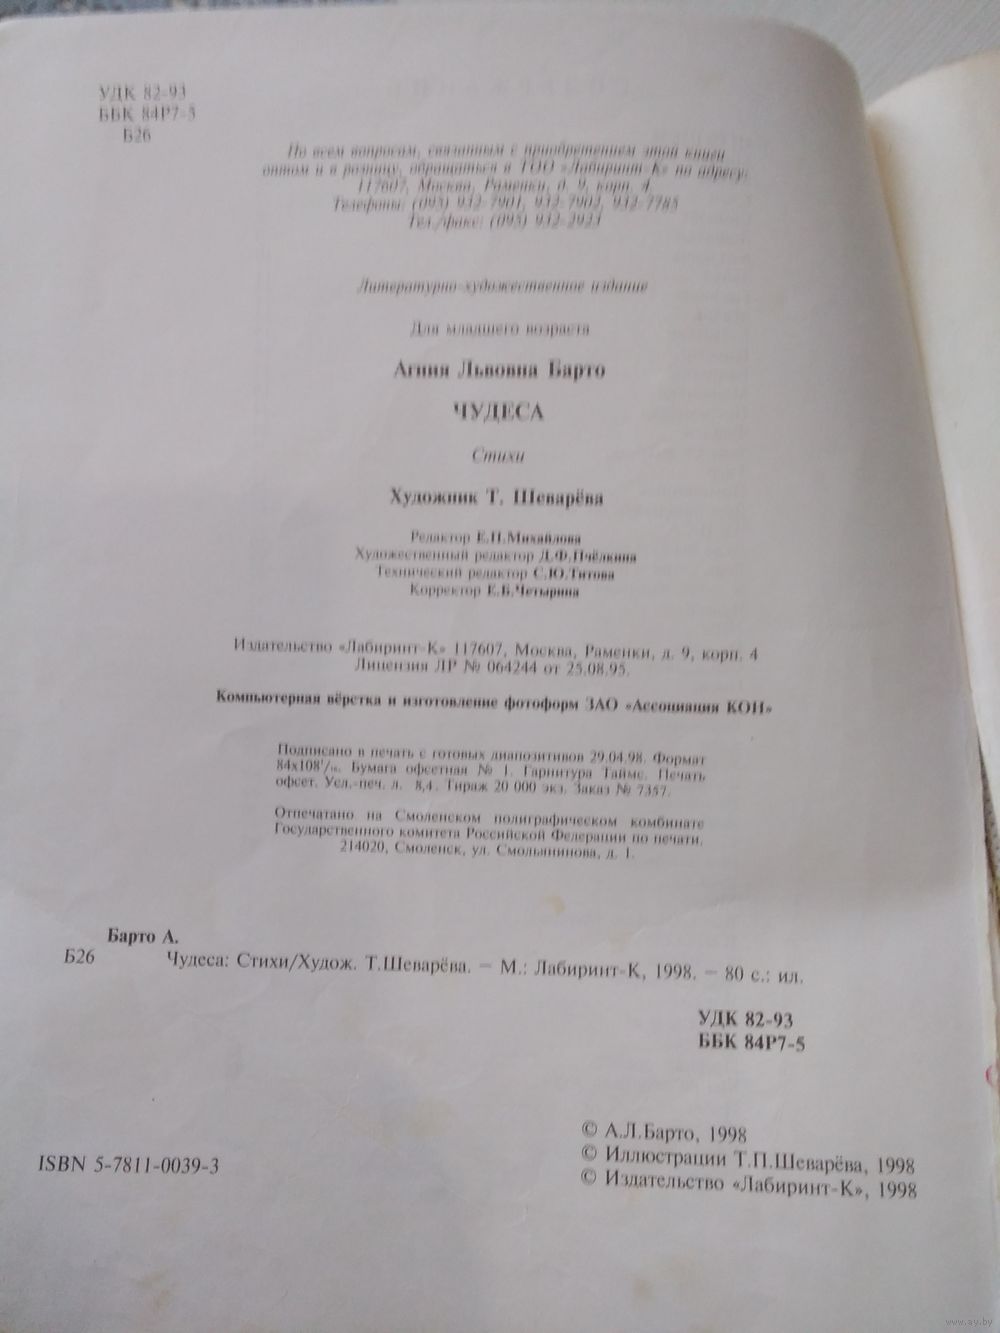 УДК 82-93
ББК 84Р7-5
Б26
По всем вопросам, связанным с приобретением этой книги
оптом и в розницу, обращаться в ТОО «Лабиринт-К» по адресу:
117607, Москва, Раменки, д. 9, корп. 4.
Телефоны: (095) 932-7901, 932-7902, 932-7785
Тел./факс: (095) 932-2923
Литературно-художественное издание
Для младшего возраста
Агния Львовна Барто
ЧУДЕСА
Стихи
Художник Т. Шеварёва
Редактор Е.П.Михайлова
Художественный редактор Л.Ф.Пчёлкина
Технический редактор С.Ю.Титова
Корректор Е.Б.Четырина
Издательство «Лабиринт-К» 117607, Москва, Раменки, д. 9, корп. 4
Лицензия ЛР № 064244 от 25.08.95.
Компьютерная вёрстка и изготовление фотоформ ЗАО «Ассоциация КОН»
Подписано в печать с готовых диапозитивов 29.04.98. Формат
84х108¹/₁₆. Бумага офсетная № 1. Гарнитура Таймс. Печать
офсет. Усл.-печ. л. 8,4. Тираж 20 000 экз. Заказ № 7357.
Отпечатано на Смоленском полиграфическом комбинате
Государственного комитета Российской Федерации по печати.
214020, Смоленск, ул. Смольянинова, д. 1.
Барто А.
Б26 Чудеса: Стихи/Худож. Т.Шеварёва. – М.: Лабиринт-К, 1998. – 80 с.: ил.
УДК 82-93
ББК 84Р7-5
ISBN 5-7811-0039-3
© А.Л.Барто, 1998
© Иллюстрации Т.П.Шеварёва, 1998
© Издательство «Лабиринт-К», 1998
www.ay.by